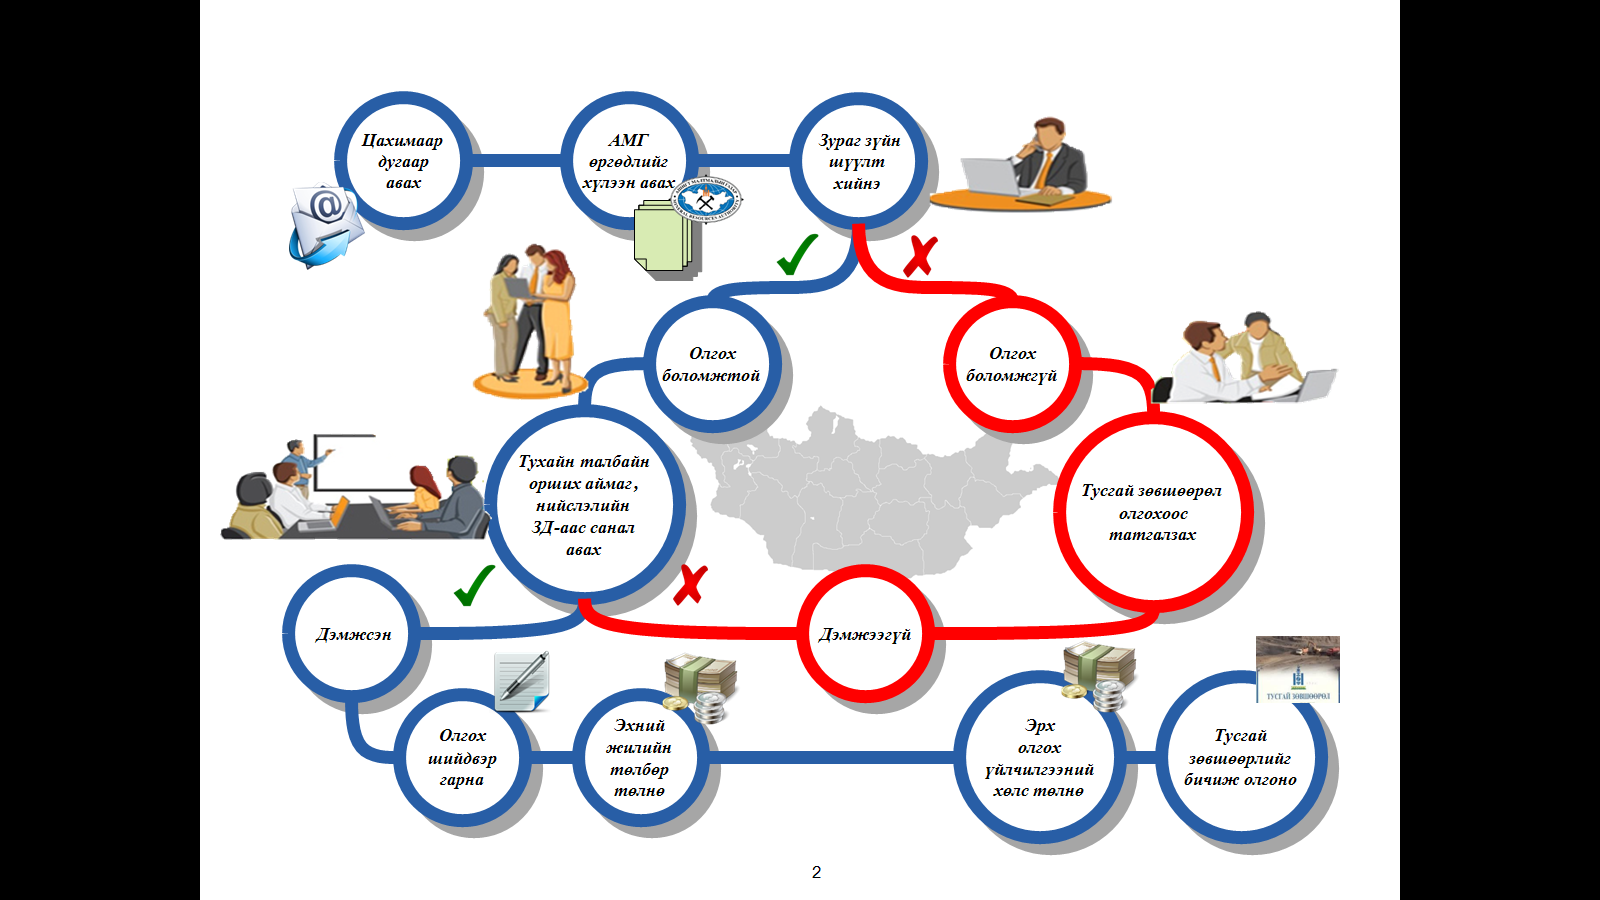 Цахимаар
дугаар
авах
АМГ
өргөдлийг
хүлээн авах
Зураг зүйн
шүүлт
хийнэ
Олгох
боломжтой
Олгох
боломжгүй
Тухайн талбайн
орших аймаг,
нийслэлийн
ЗД-аас санал
авах
Тусгай зөвшөөрөл
олгохоос
татгалзах
Дэмжсэн
Дэмжээгүй
Олгох
шийдвэр
гарна
Эхний
жилийн
төлбөр
төлнө
Эрх
олгох
үйлчилгээний
хөлс төлнө
ТУСГАЙ ЗӨВШӨӨРӨЛ
Тусгай
зөвшөөрлийг
бичиж олгоно
2